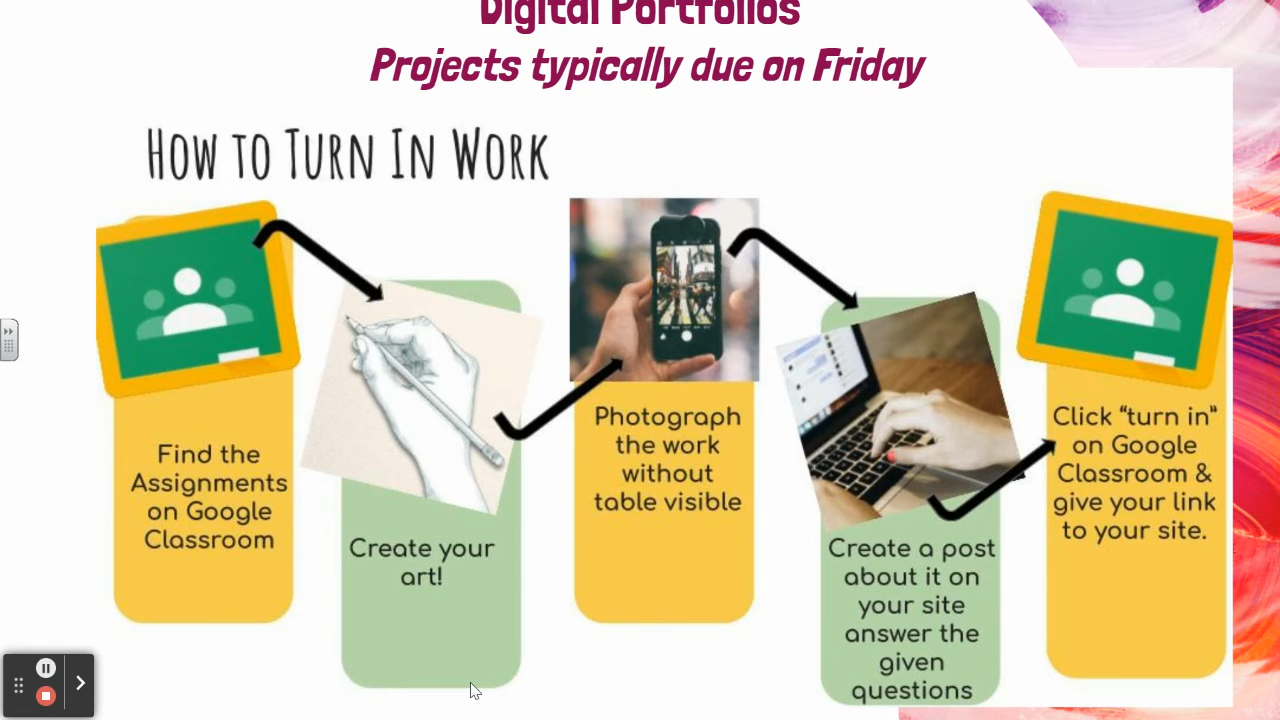 Digital Portfolios
Projects typically due on Friday
How to Turn In Work
Find the
Assignments
on Google
Classroom
Create your
art!
Photograph
the work
without
table visible
Create a post
about it on
your site
answer the
given
questions
Click “turn in”
on Google
Classroom &
give your link
to your site.